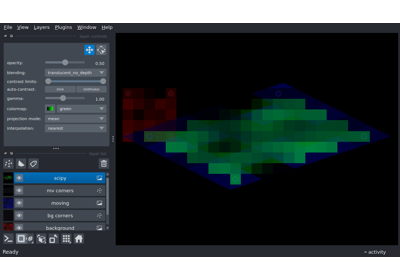 File View Layers Plugins Window Help
opacity: 0.50
blending: translucent_no_depth
contrast limits:
auto-contrast: once continuous
gamma: 1.00
colormap: green
projection mode: mean
interpolation: nearest
scipy
mv corners
moving
bg corners
background
Ready
activity